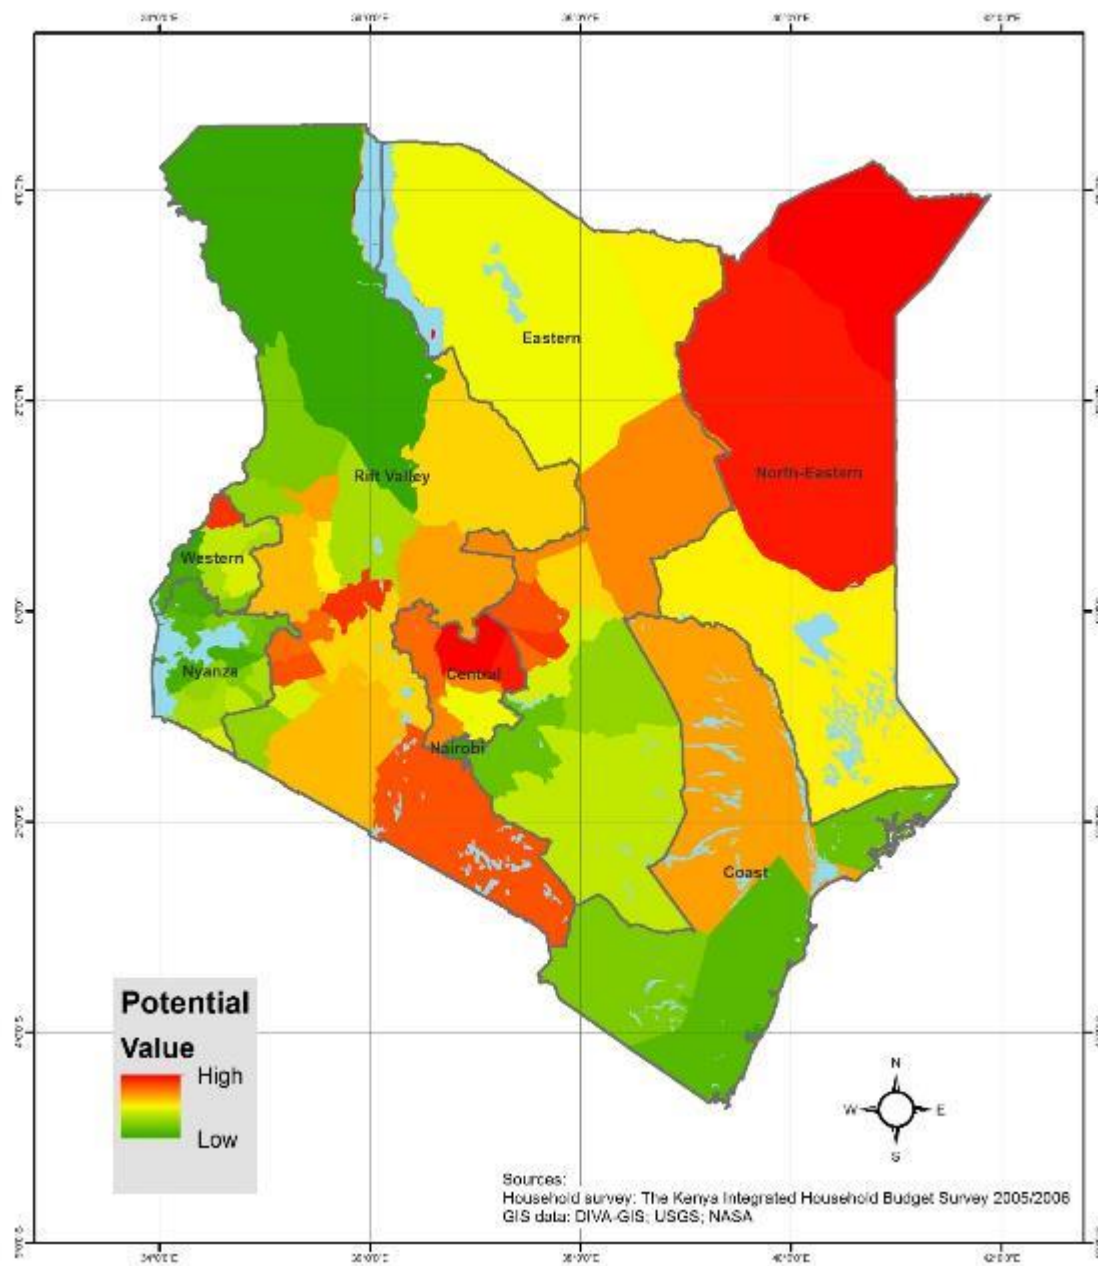 Eastern
North-Eastern
Rift Valley
Western
Nyanza
Central
Nairobi
Coast
Potential
Value
High
Low
N
W
E
S
Sources:
Household survey: The Kenya Integrated Household Budget Survey 2005/2006
GIS data: DIVA-GIS; USGS; NASA